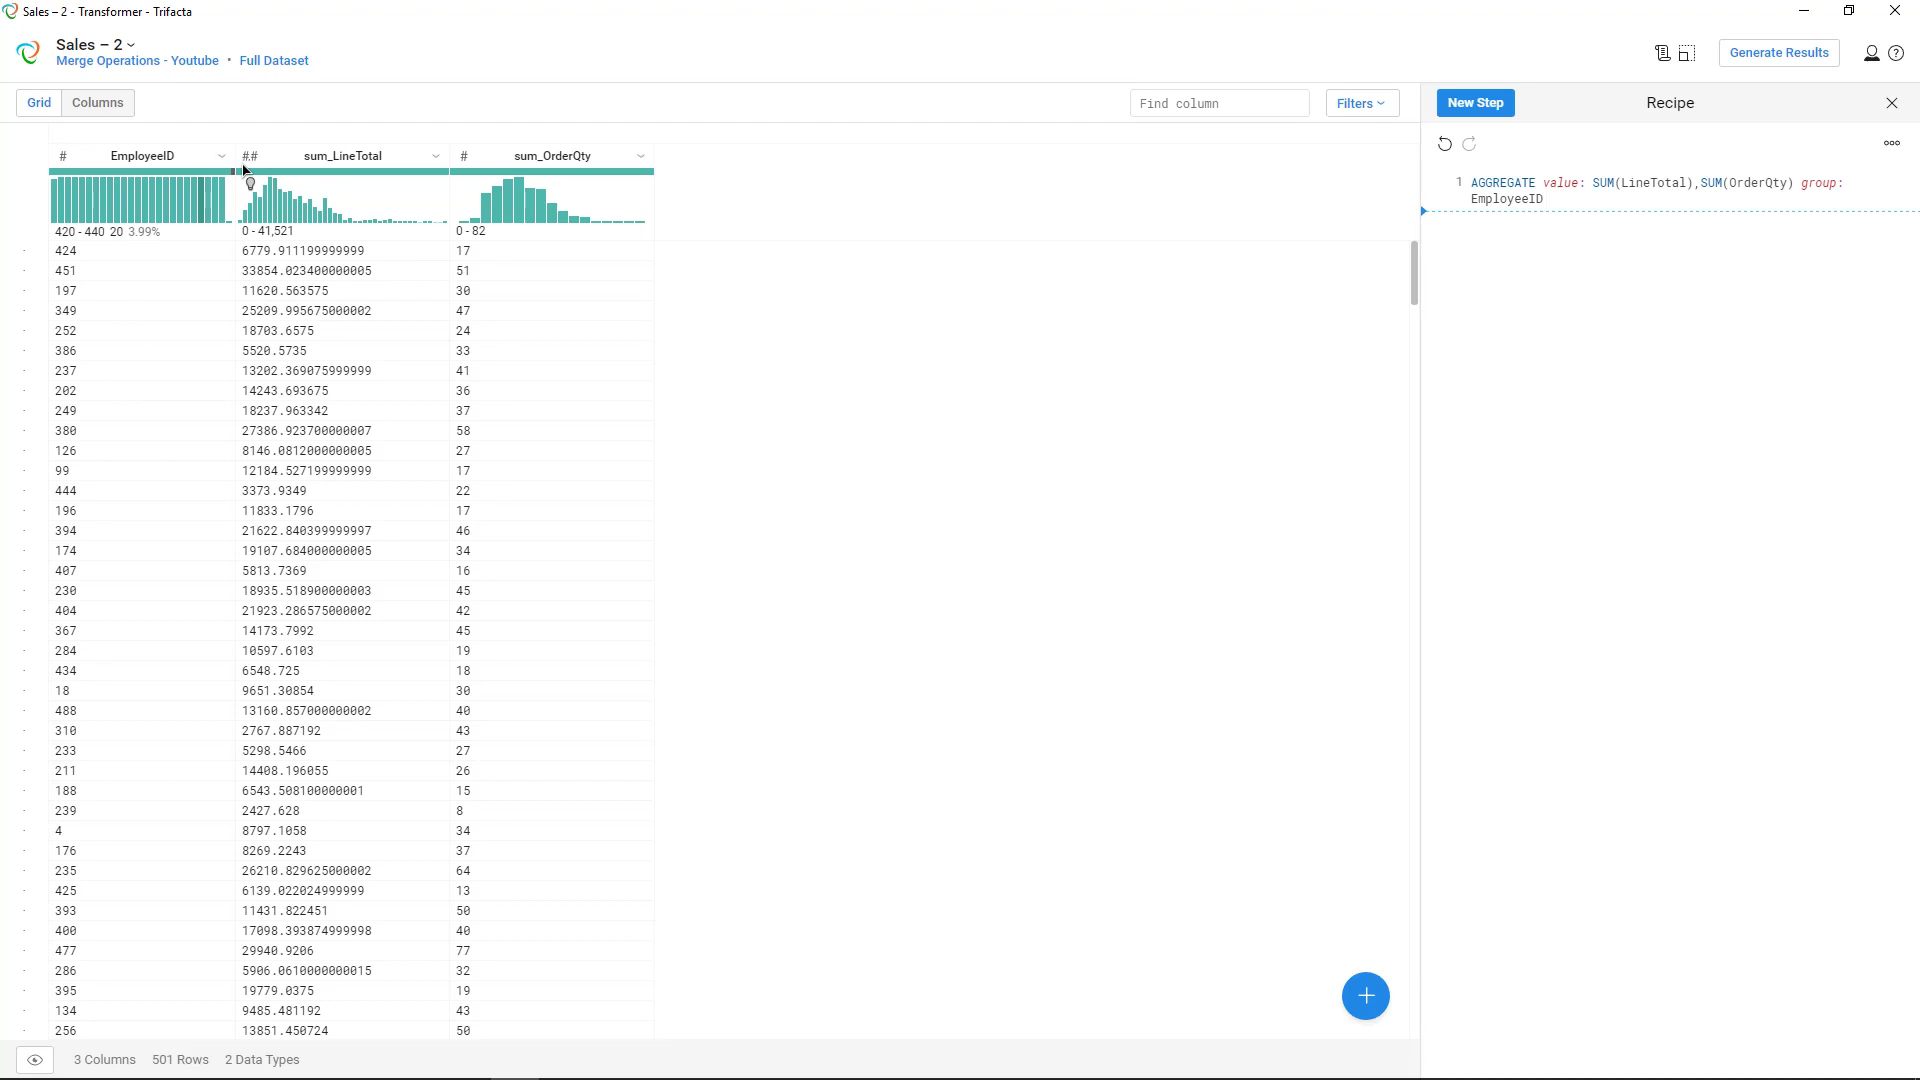 Sales – 2 - Transformer - Trifacta
Sales – 2
Merge Operations - Youtube • Full Dataset
Generate Results
Grid Columns
Find column
Filters
New Step
Recipe
# EmployeeID ## sum_LineTotal # sum_OrderQty
1 AGGREGATE value: SUM(LineTotal),SUM(OrderQty) group:
EmployeeID
420 - 440 20 3.99% 0 - 41,521 0 - 82
424 6779.911199999999 17
451 33854.023400000005 51
197 11620.563575 30
349 25209.995675000002 47
252 18703.6575 24
386 5520.5735 33
237 13202.369075999999 41
202 14243.693675 36
249 18237.963342 37
380 27386.923700000007 58
126 8146.0812000000005 27
99 12184.527199999999 17
444 3373.9349 22
196 11833.1796 17
394 21622.840399999997 46
174 19107.684000000005 34
407 5813.7369 16
230 18935.518900000003 45
404 21923.286575000002 42
367 14173.7992 45
284 10597.6103 19
434 6548.725 18
18 9651.30854 30
488 13160.857000000002 40
310 2767.887192 43
233 5298.5466 27
211 14408.196055 26
188 6543.508100000001 15
239 2427.628 8
4 8797.1058 34
176 8269.2243 37
235 26210.829625000002 64
425 6139.022024999999 13
393 11431.822451 50
400 17098.393874999998 40
477 29940.9206 77
286 5906.0610000000015 32
395 19779.0375 19
134 9485.481192 43
256 13851.450724 50
3 Columns 501 Rows 2 Data Types